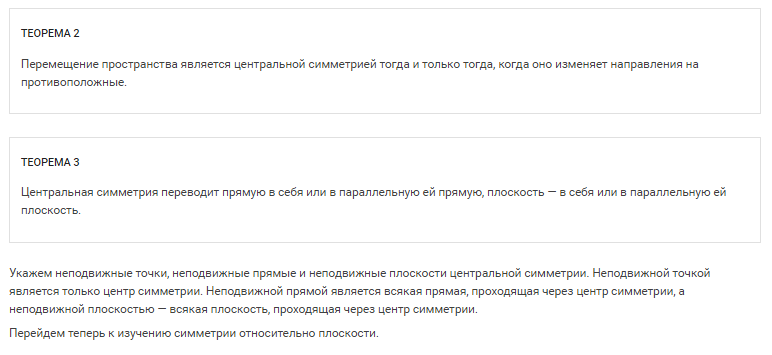 ТЕОРЕМА 2
Перемещение пространства является центральной симметрией тогда и только тогда, когда оно изменяет направления на
противоположные.
ТЕОРЕМА 3
Центральная симметрия переводит прямую в себя или в параллельную ей прямую, плоскость — в себя или в параллельную ей
плоскость.
Укажем неподвижные точки, неподвижные прямые и неподвижные плоскости центральной симметрии. Неподвижной точкой
является только центр симметрии. Неподвижной прямой является всякая прямая, проходящая через центр симметрии, а
неподвижной плоскостью — всякая плоскость, проходящая через центр симметрии.
Перейдем теперь к изучению симметрии относительно плоскости.